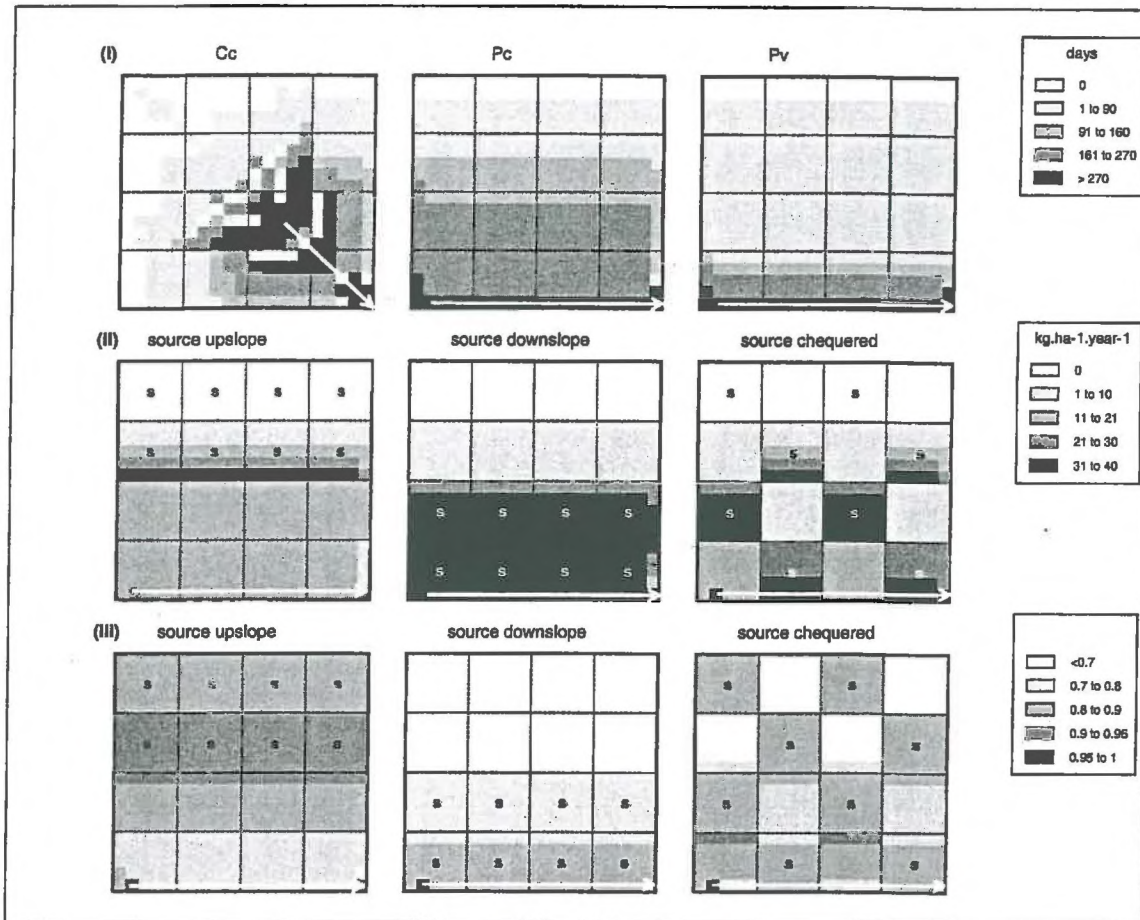 (I) Cc Pc Pv
days
0
1 to 90
91 to 160
161 to 270
> 270
(II) source upslope source downslope source chequered
kg.ha-1.year-1
0
1 to 10
11 to 21
21 to 30
31 to 40
s s s s
s s s s
s s s s
s s s s
s s
s s
s s
(III) source upslope source downslope source chequered
<0.7
0.7 to 0.8
0.8 to 0.9
0.9 to 0.95
0.95 to 1
s s s s
s s s s
s s s s
s s s s
s s
s s
s s
s s